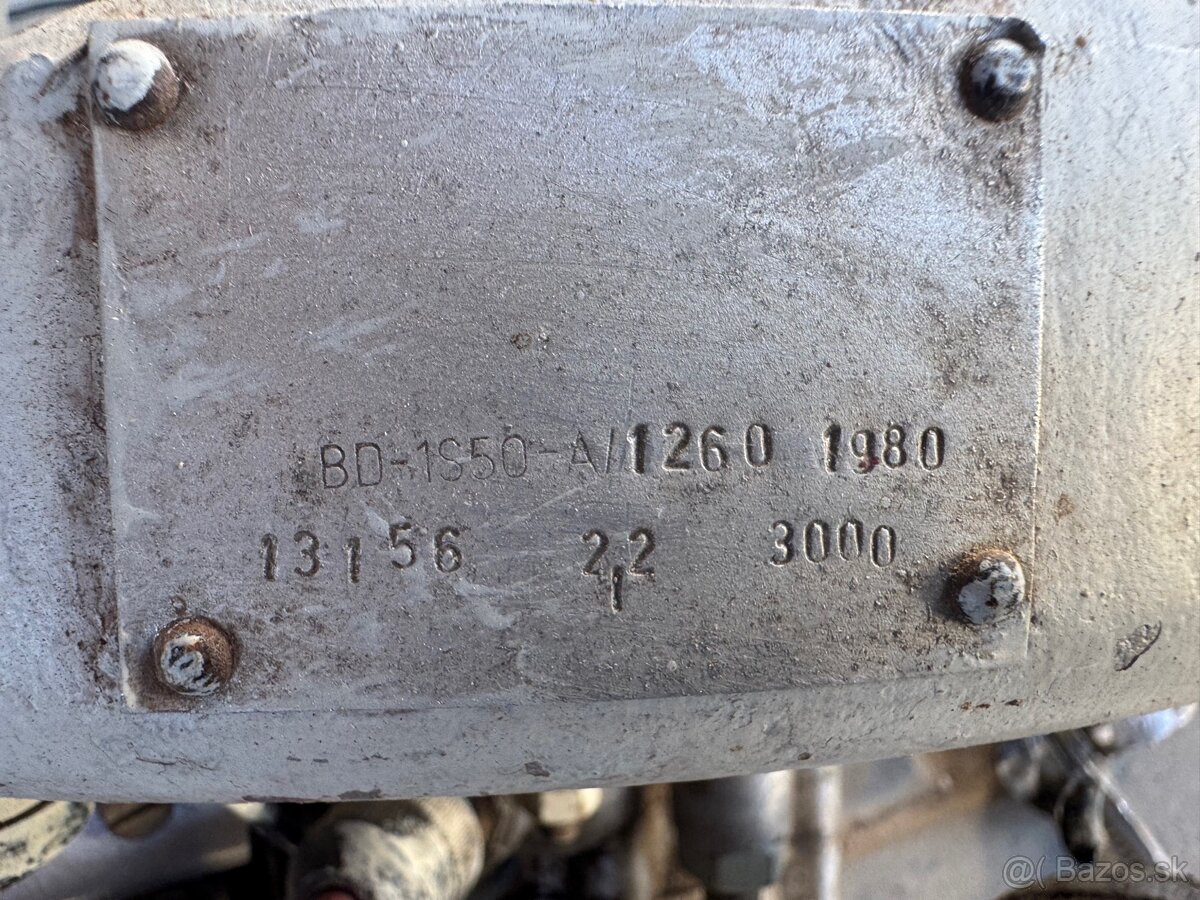 BD-1S50-A/1260 1980
13156 2,2 3000
@( Bazos.sk